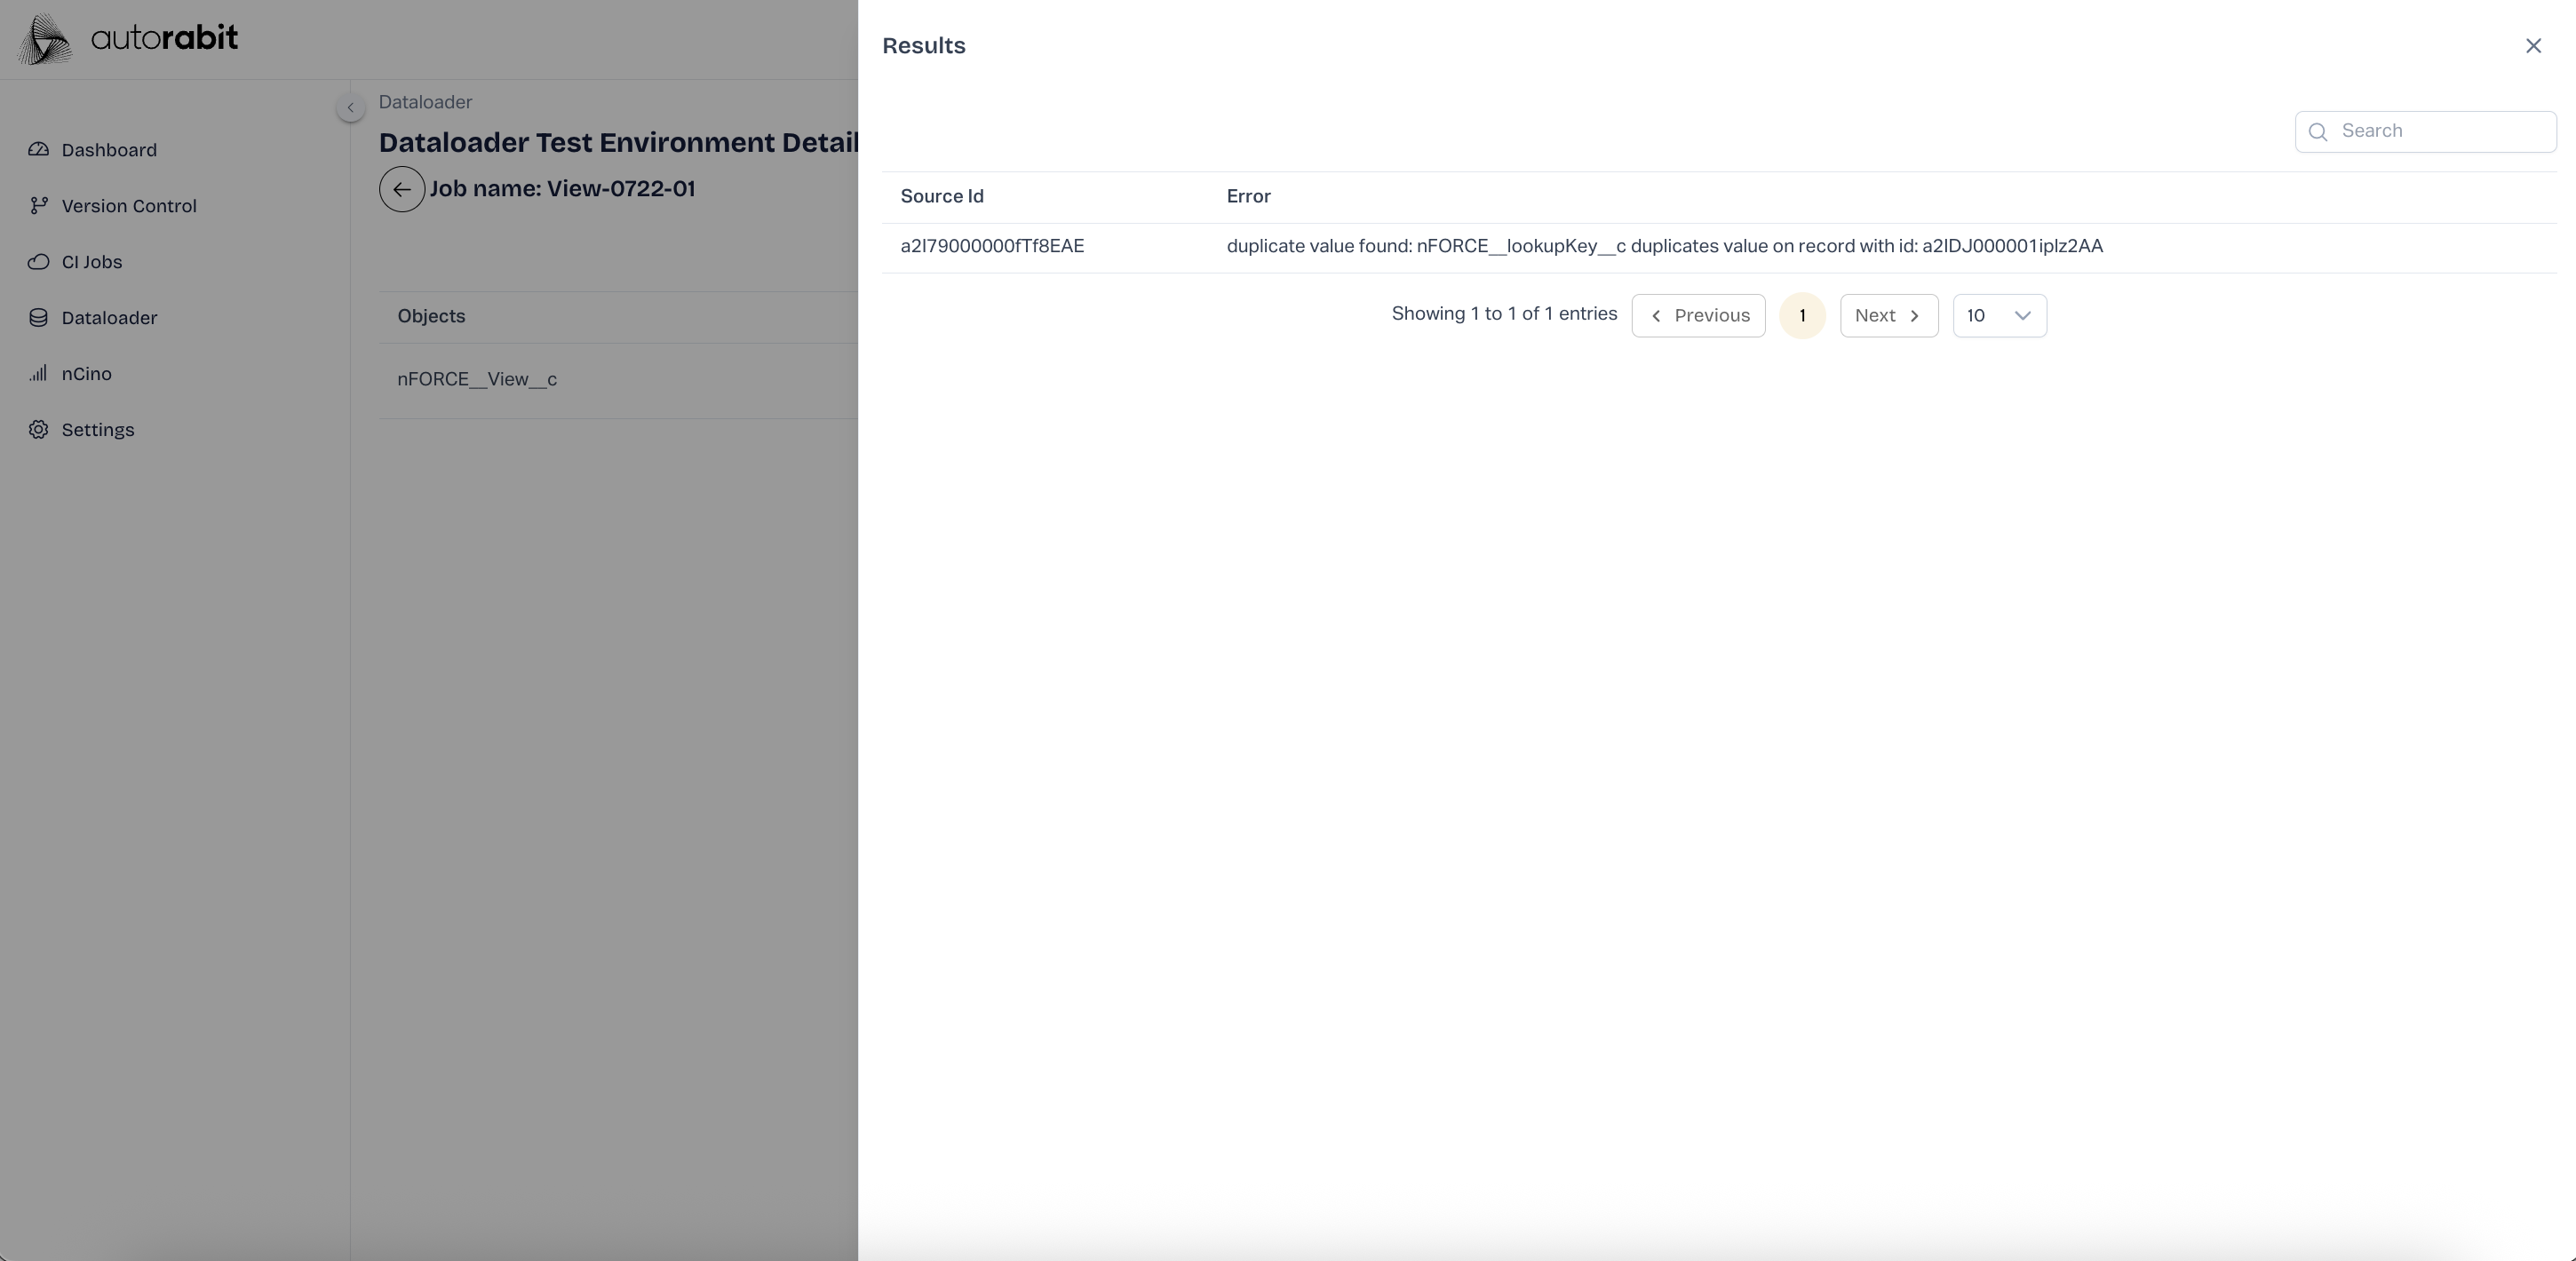 autorabit
Dashboard
Version Control
CI Jobs
Dataloader
nCino
Settings
Dataloader
Dataloader Test Environment Detail
Job name: View-0722-01
Objects
nFORCE__View__c
Results
Search
Source Id Error
a2I79000000fTf8EAE duplicate value found: nFORCE__lookupKey__c duplicates value on record with id: a2IDJ000001iplz2AA
Showing 1 to 1 of 1 entries Previous 1 Next 10